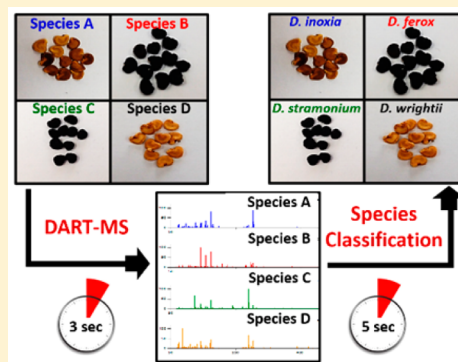 Species A
Species B
Species C
Species D
D. inoxia
D. ferox
D. stramonium
D. wrightii
DART-MS
3 sec
Species A
Species B
Species C
Species D
Species
Classification
5 sec